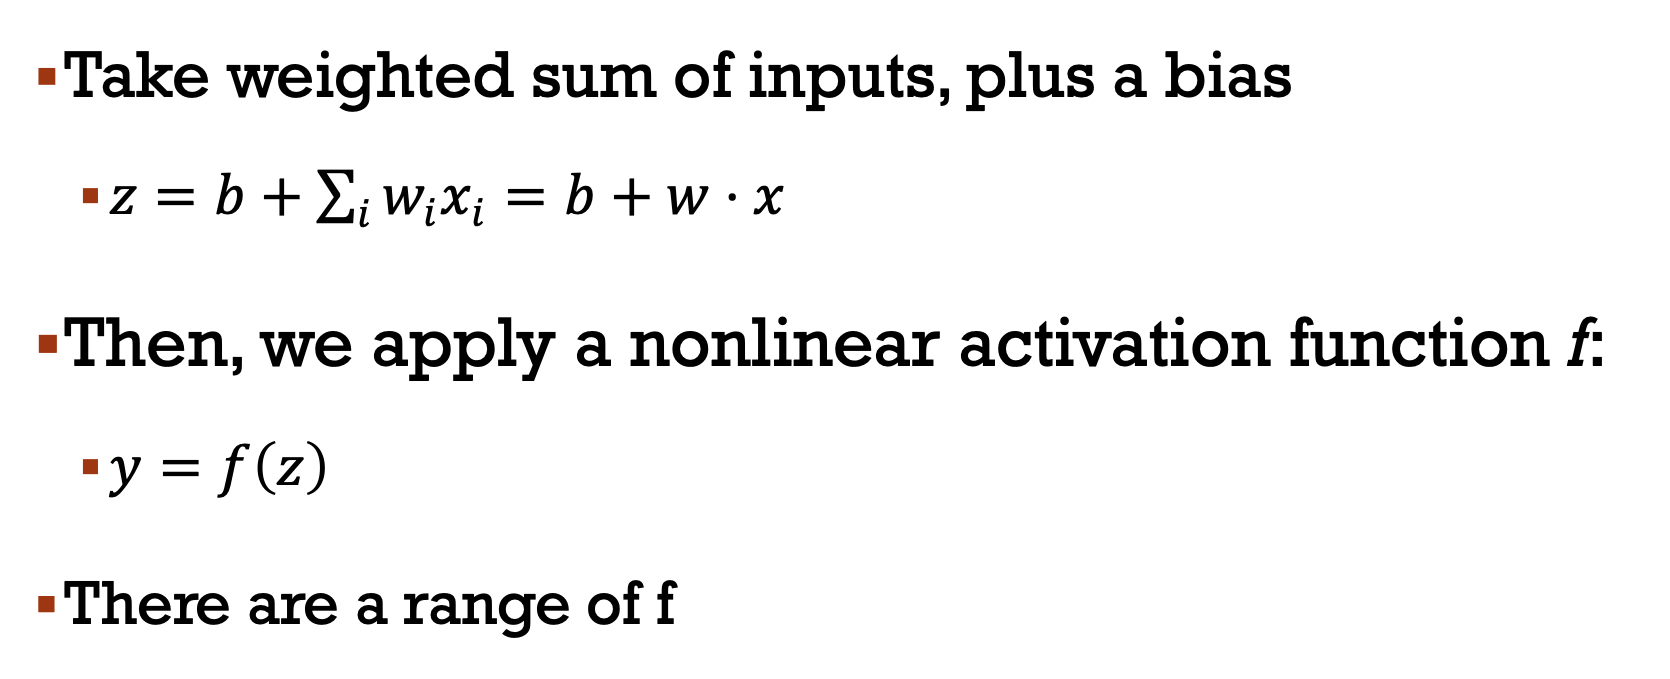 ▪Take weighted sum of inputs, plus a bias
▪z = b + ∑ᵢ wᵢxᵢ = b + w · x
▪Then, we apply a nonlinear activation function f:
▪y = f(z)
▪There are a range of f